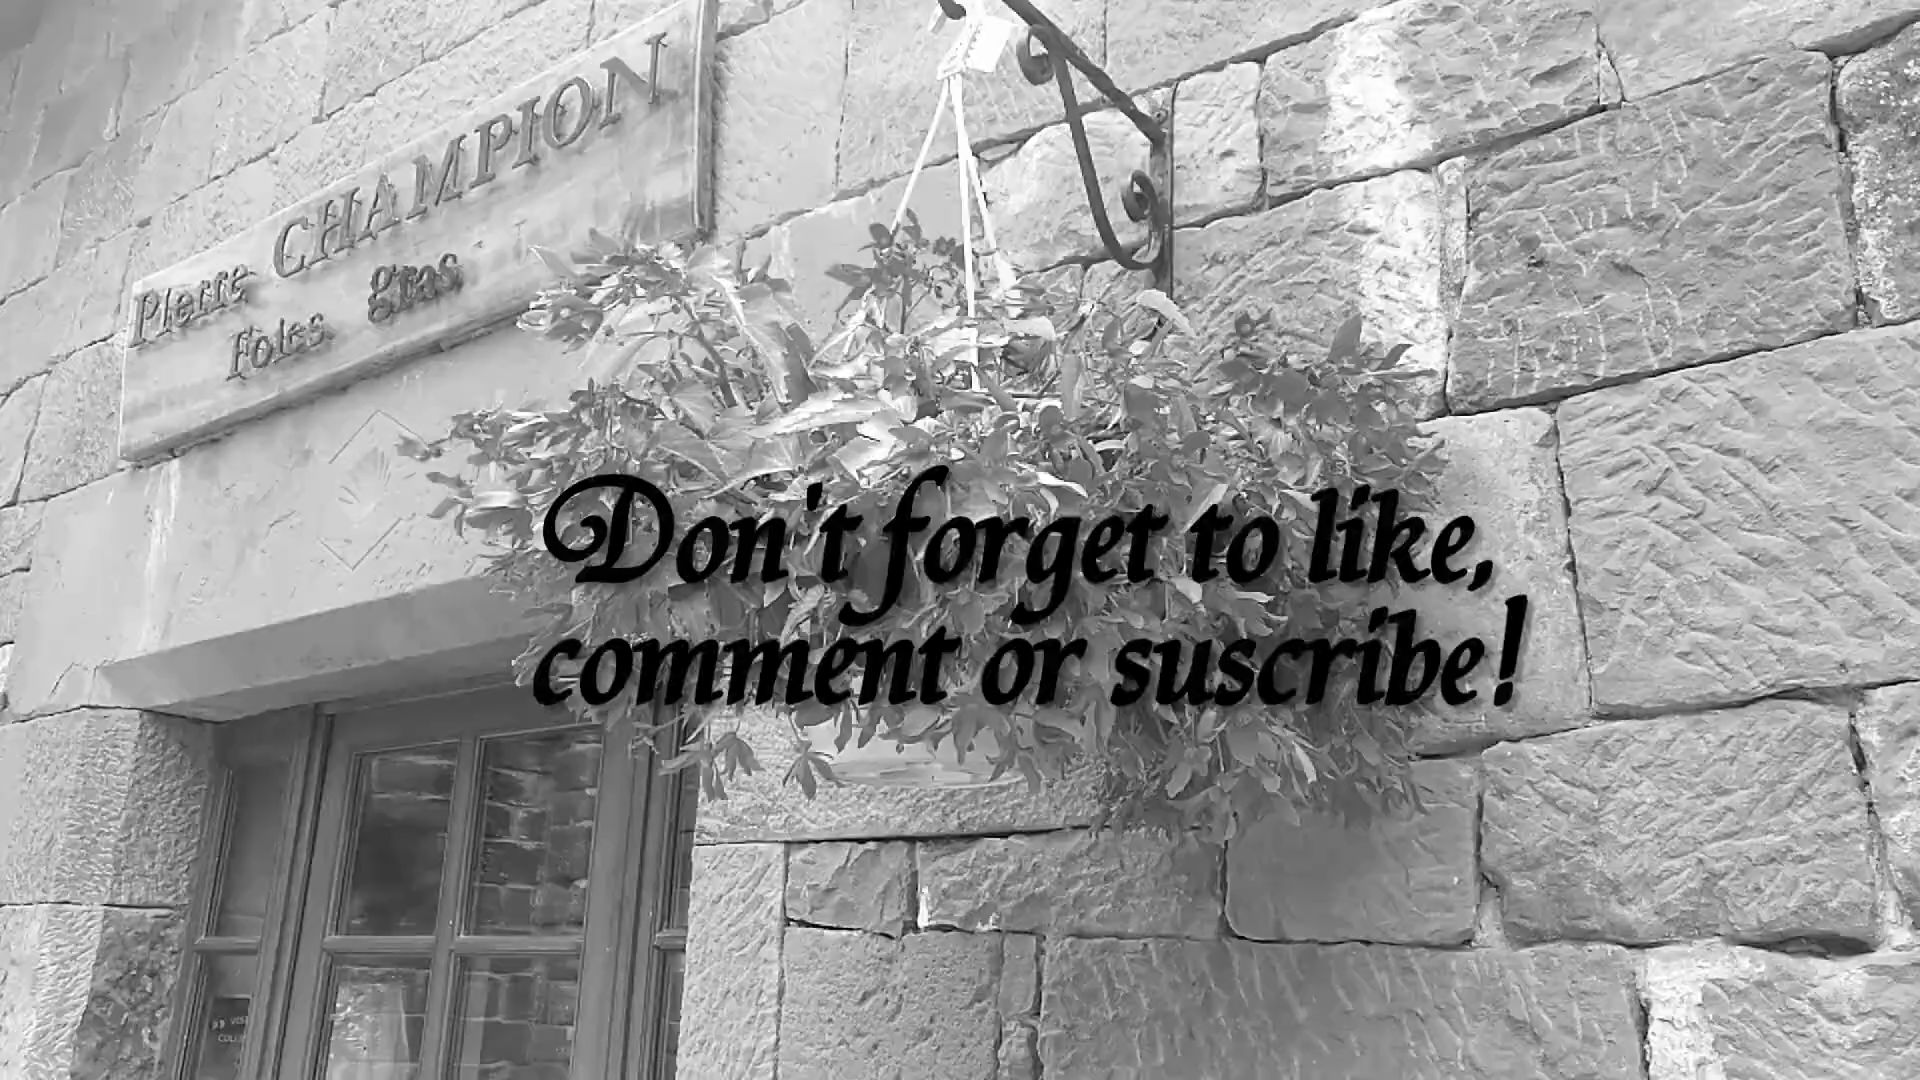 Pierre CHAMPION
Foies gras
Don't forget to like,
comment or suscribe!